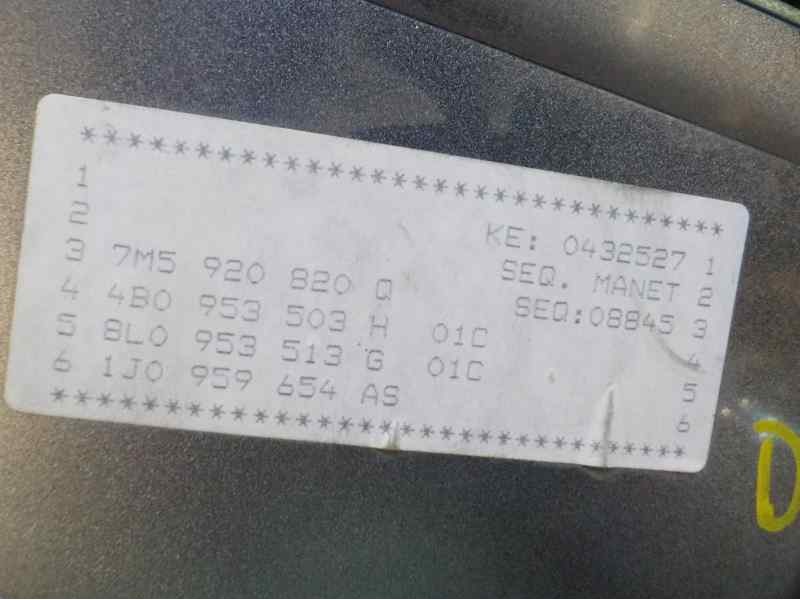 ******************************
1 KE: 0432527 1
2 SEQ. MANET 2
3 7M5 920 820 Q SEQ:08845 3
4 4B0 953 503 H 01C 4
5 8L0 953 513 G 01C 5
6 1J0 959 654 AS 6
******************************
D